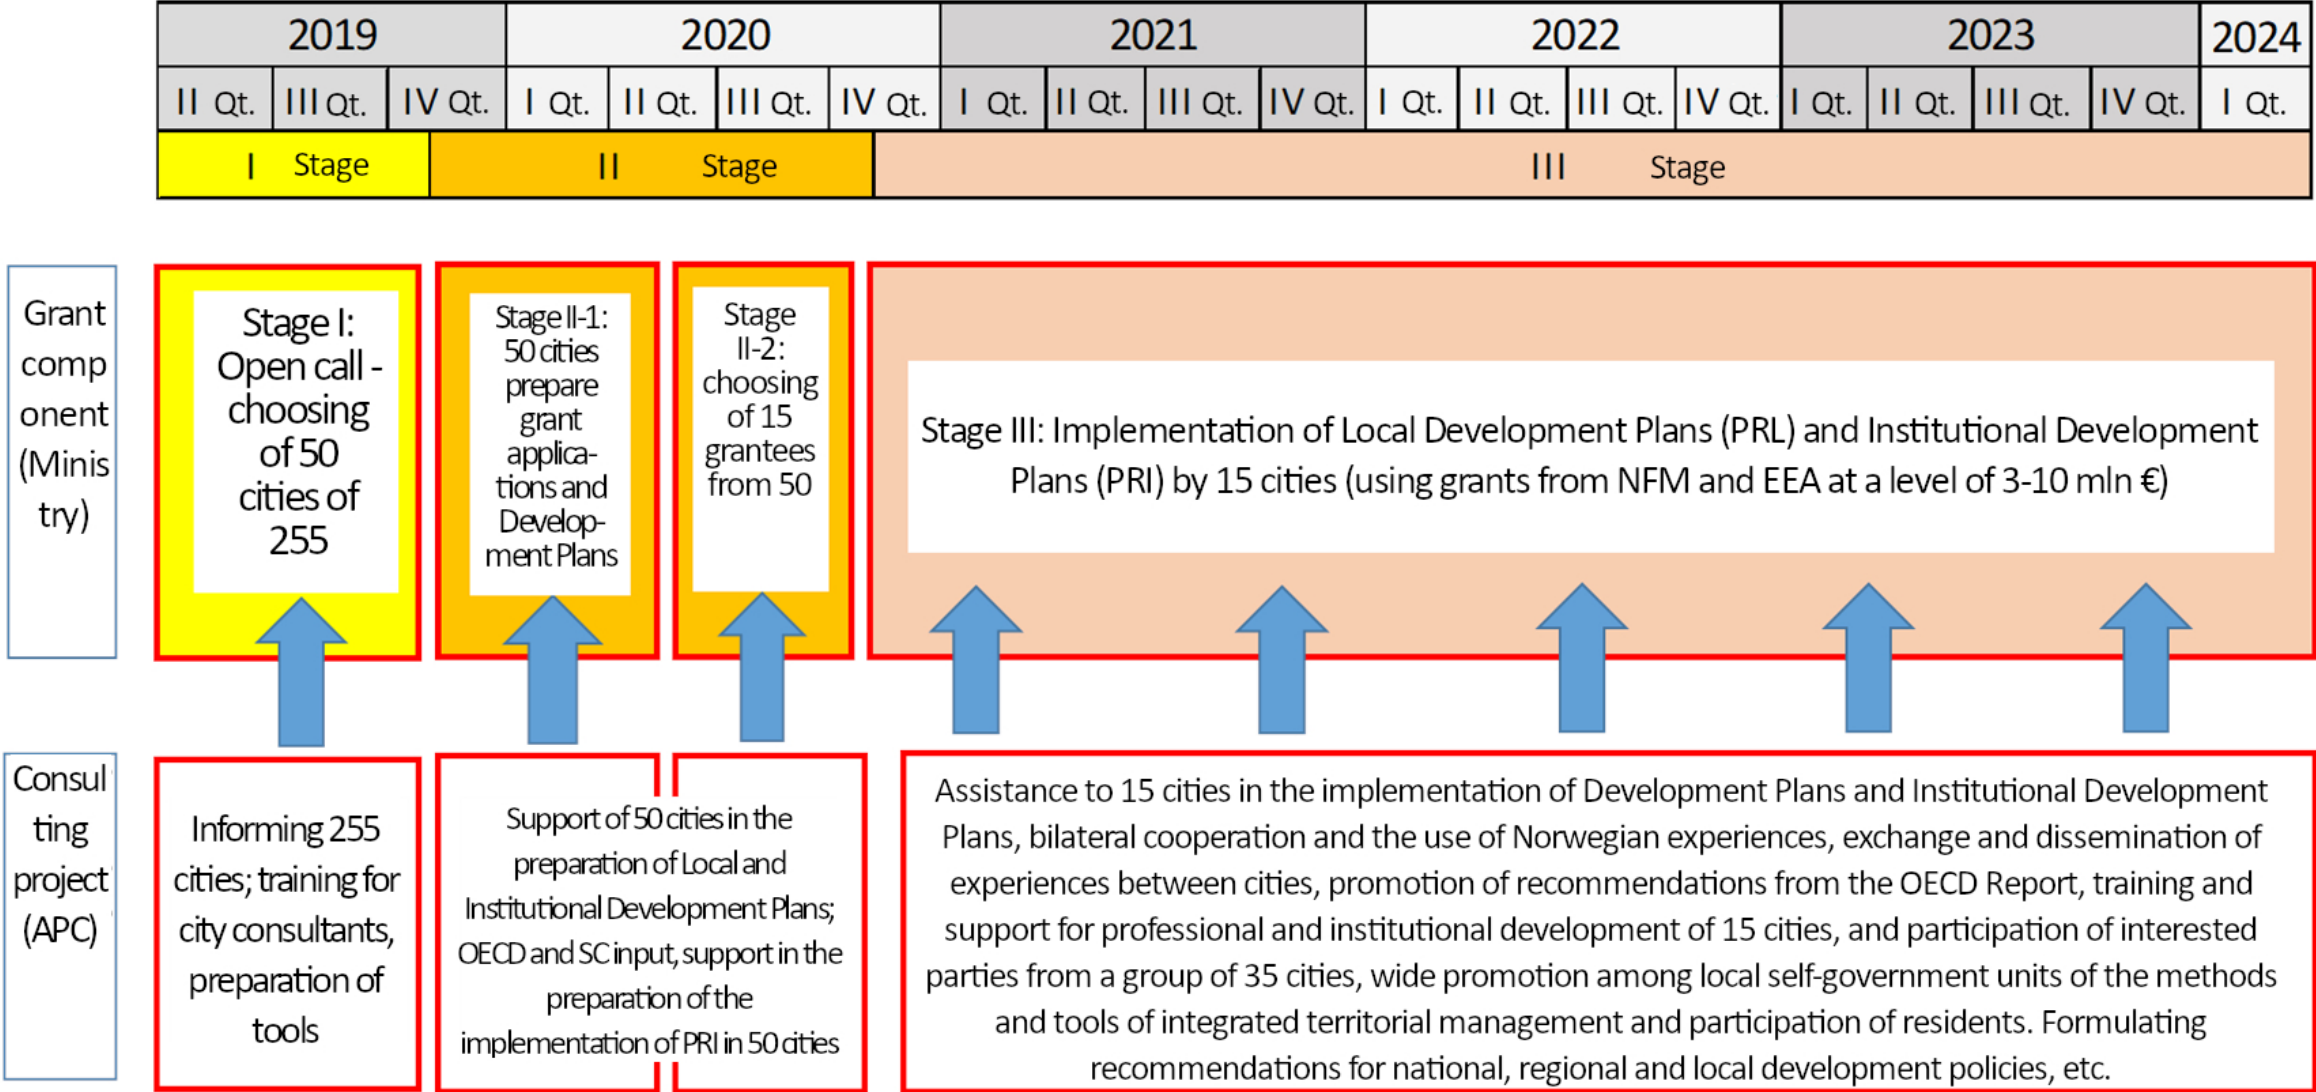 2019 2020 2021 2022 2023 2024
II Qt. III Qt. IV Qt. I Qt. II Qt. III Qt. IV Qt. I Qt. II Qt. III Qt. IV Qt. I Qt. II Qt. III Qt. IV Qt. I Qt. II Qt. III Qt. IV Qt. I Qt.
I Stage II Stage III Stage
Grant
comp
onent
(Minis
try)
Stage I:
Open call -
choosing
of 50
cities of
255
Stage II-1:
50 cities
prepare
grant
applica-
tions and
Develop-
ment Plans
Stage
II-2:
choosing
of 15
grantees
from 50
Stage III: Implementation of Local Development Plans (PRL) and Institutional Development
Plans (PRI) by 15 cities (using grants from NFM and EEA at a level of 3-10 mln €)
Consul
ting
project
(APC)
Informing 255
cities; training for
city consultants,
preparation of
tools
Support of 50 cities in the
preparation of Local and
Institutional Development Plans;
OECD and SC input, support in the
preparation of the
implementation of PRI in 50 cities
Assistance to 15 cities in the implementation of Development Plans and Institutional Development
Plans, bilateral cooperation and the use of Norwegian experiences, exchange and dissemination of
experiences between cities, promotion of recommendations from the OECD Report, training and
support for professional and institutional development of 15 cities, and participation of interested
parties from a group of 35 cities, wide promotion among local self-government units of the methods
and tools of integrated territorial management and participation of residents. Formulating
recommendations for national, regional and local development policies, etc.